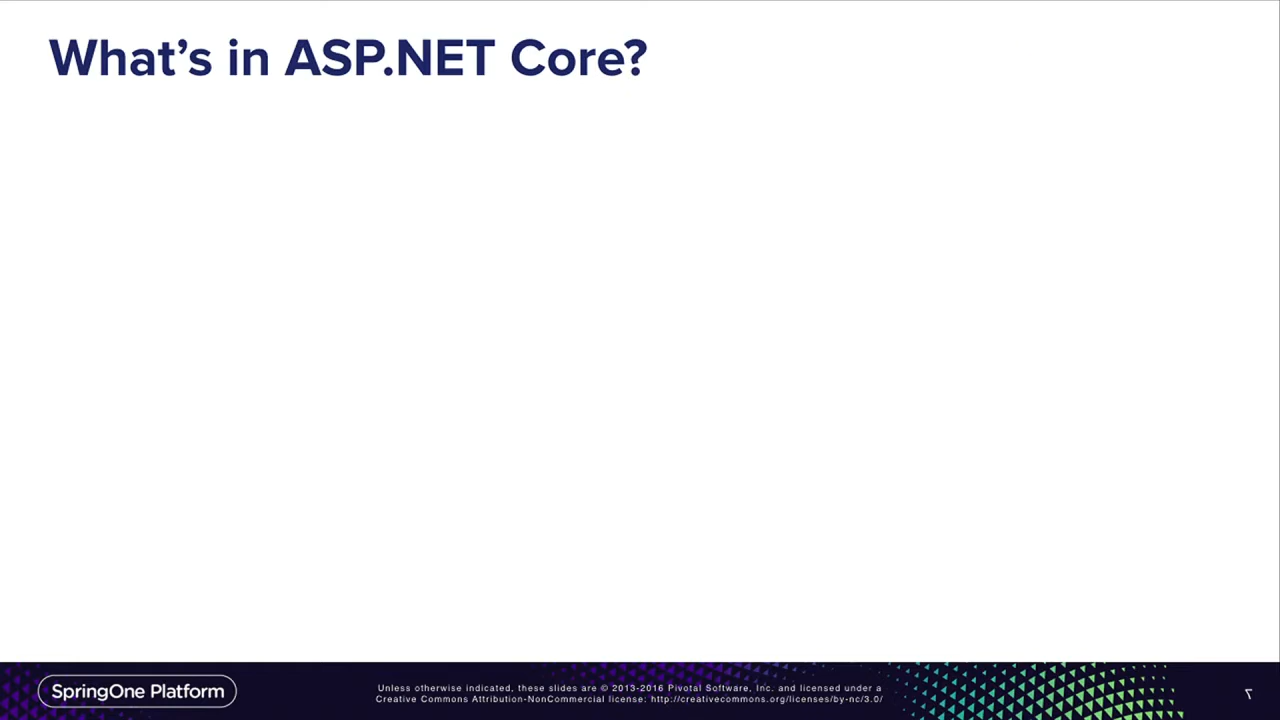 What’s in ASP.NET Core?
SpringOne Platform
Unless otherwise indicated, these slides are © 2013-2016 Pivotal Software, Inc. and licensed under a
Creative Commons Attribution-NonCommercial license: http://creativecommons.org/licenses/by-nc/3.0/
٦